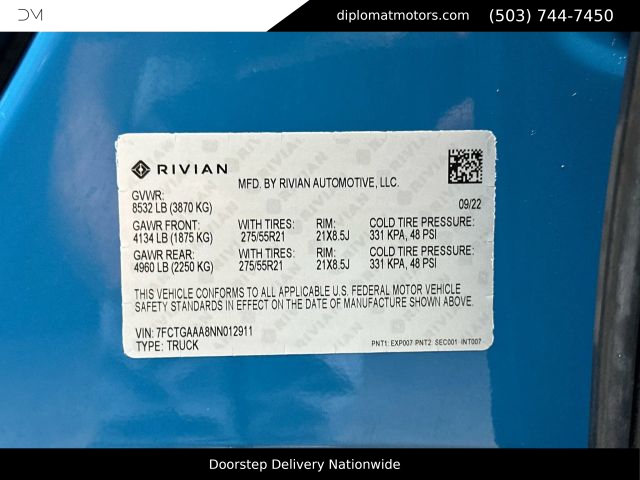 DM
diplomatmotors.com (503) 744-7450
RIVIAN
MFD. BY RIVIAN AUTOMOTIVE, LLC.
GVWR:
8532 LB (3870 KG)
09/22
GAWR FRONT: WITH TIRES: RIM: COLD TIRE PRESSURE:
4134 LB (1875 KG) 275/55R21 21X8.5J 331 KPA, 48 PSI
GAWR REAR: WITH TIRES: RIM: COLD TIRE PRESSURE:
4960 LB (2250 KG) 275/55R21 21X8.5J 331 KPA, 48 PSI
THIS VEHICLE CONFORMS TO ALL APPLICABLE U.S. FEDERAL MOTOR VEHICLE
SAFETY STANDARDS IN EFFECT ON THE DATE OF MANUFACTURE SHOWN ABOVE.
VIN: 7FCTGAAA8NN012911
TYPE: TRUCK
PNT1: EXP007 PNT2: SEC001 INT007
Doorstep Delivery Nationwide